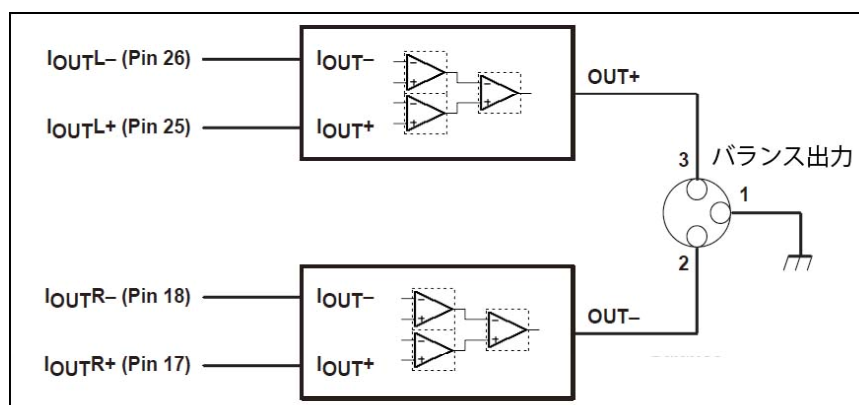 IOUTL– (Pin 26)
IOUT–
OUT+
IOUTL+ (Pin 25)
IOUT+
3
バランス出力
1
2
IOUTR– (Pin 18)
IOUT–
OUT–
IOUTR+ (Pin 17)
IOUT+